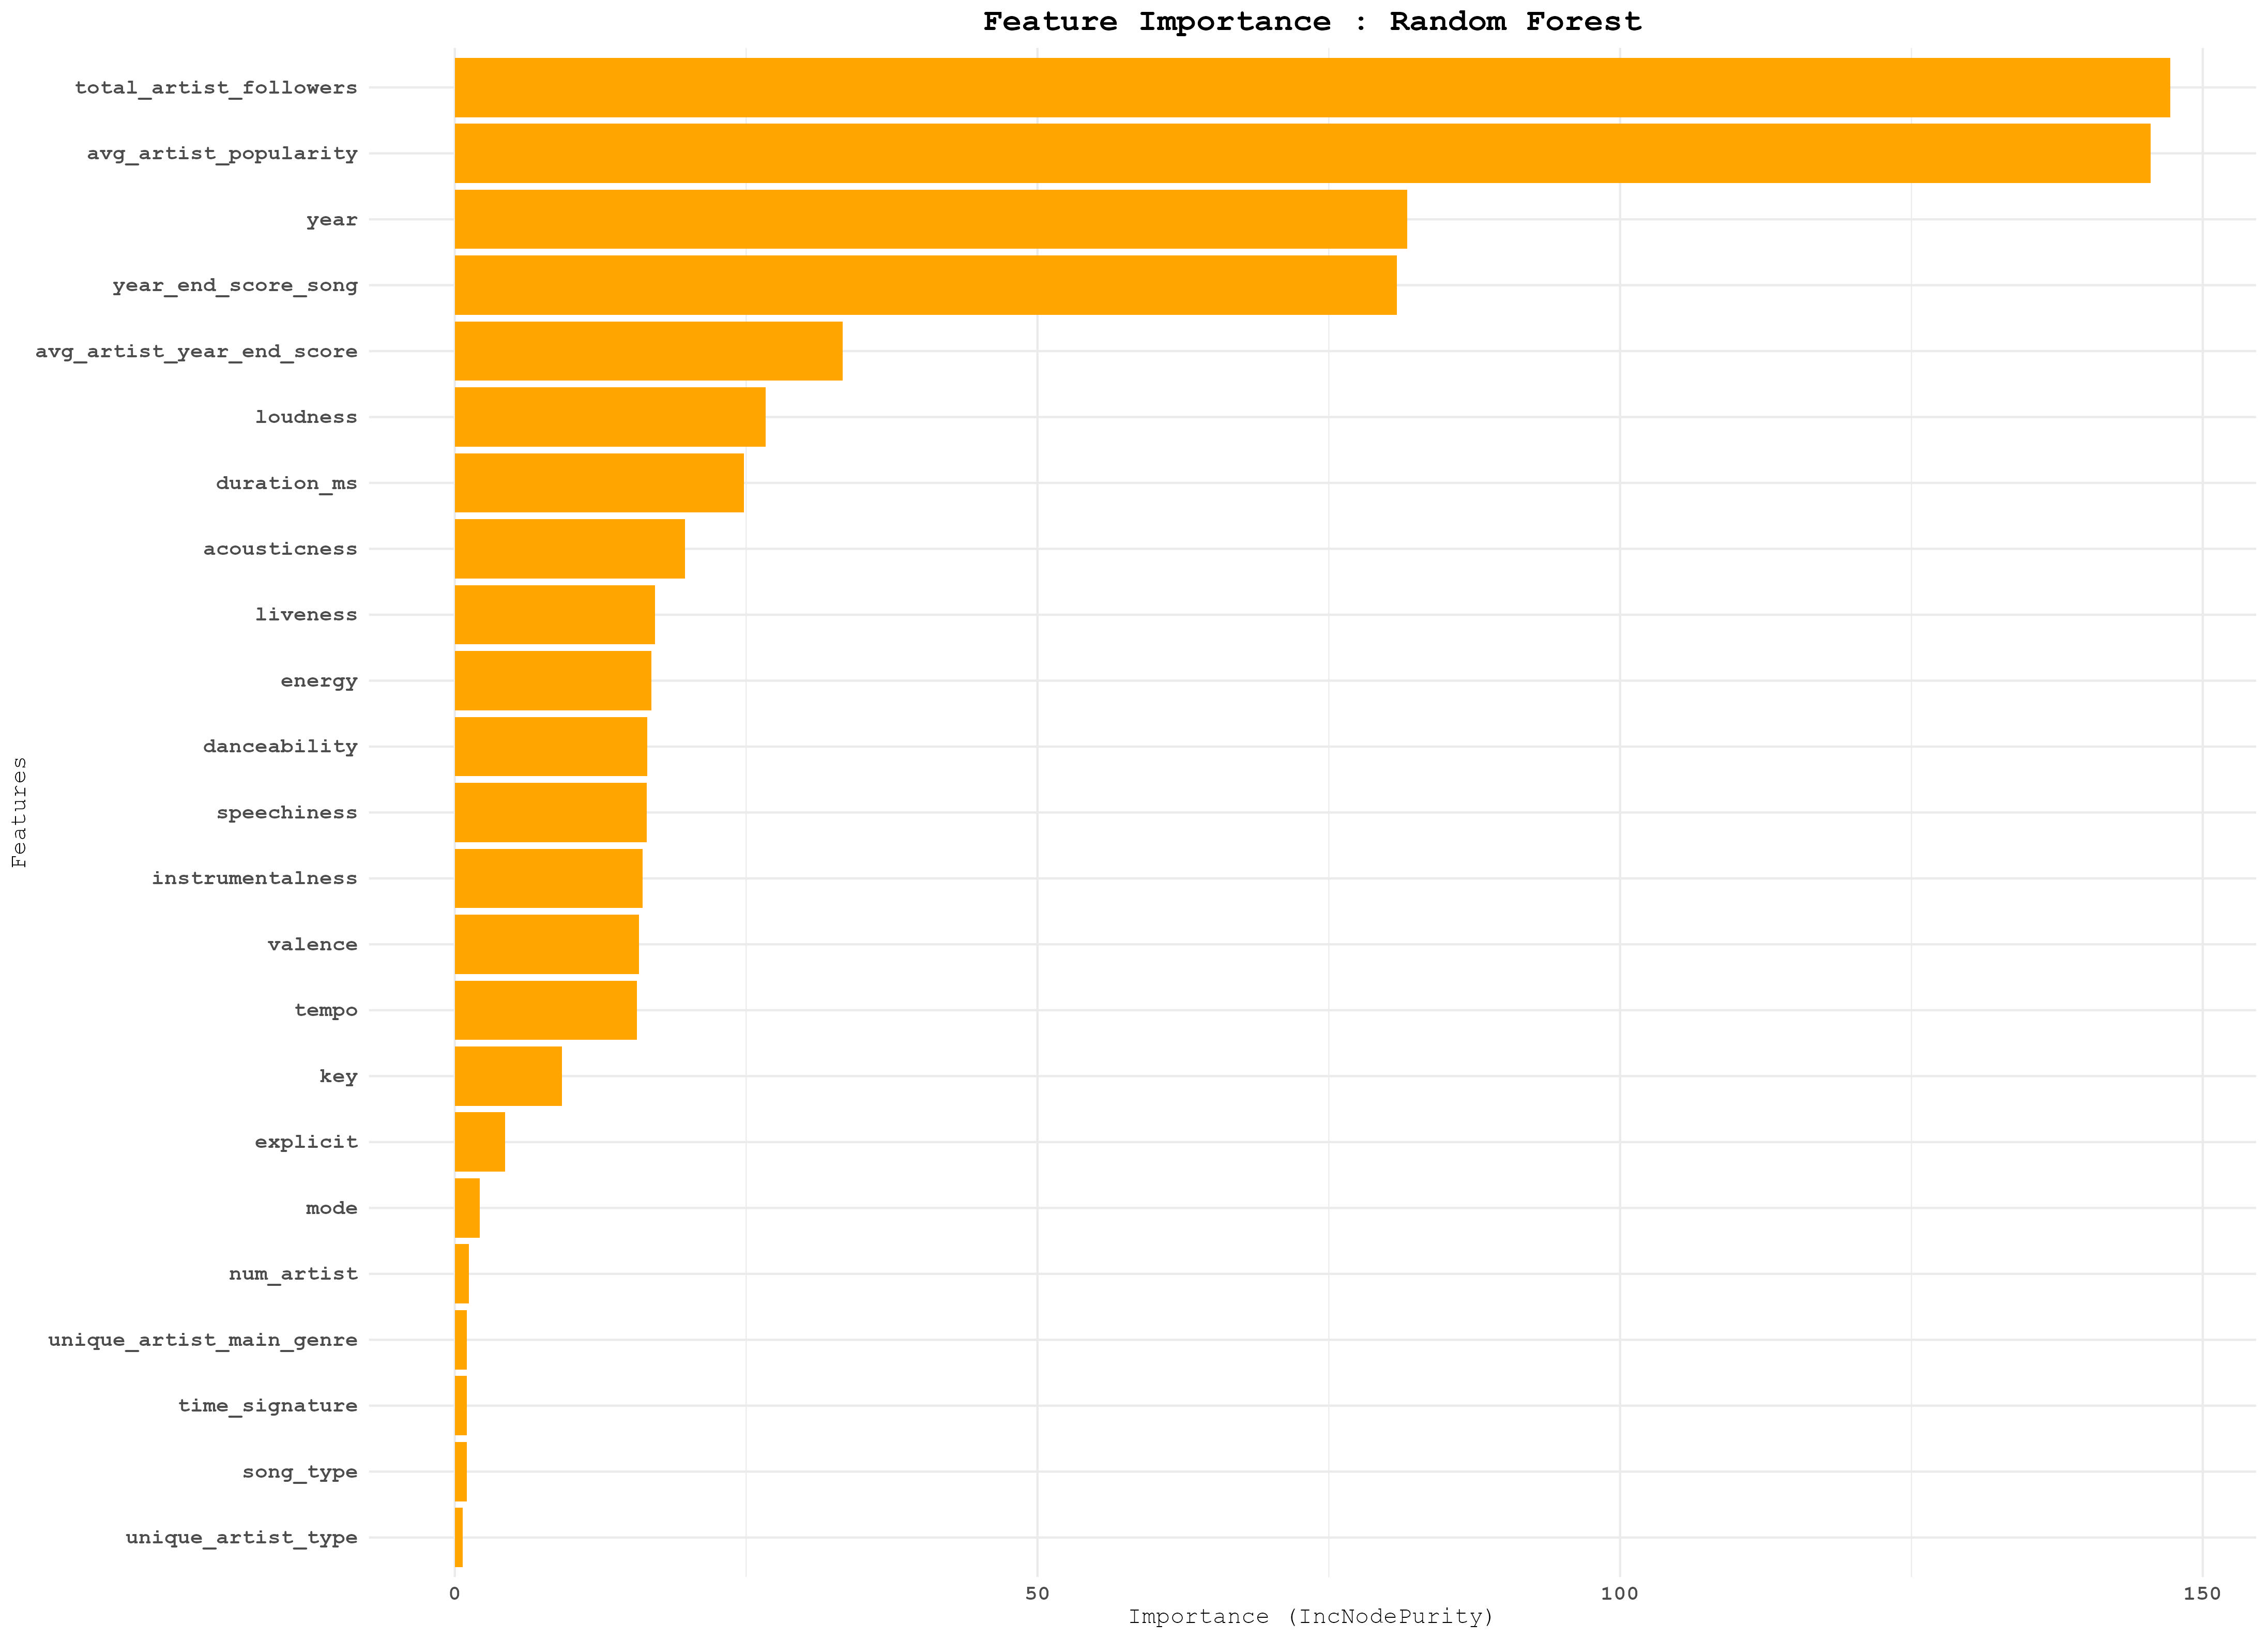 Feature Importance : Random Forest
total_artist_followers
avg_artist_popularity
year
year_end_score_song
avg_artist_year_end_score
loudness
duration_ms
acousticness
liveness
energy
danceability
speechiness
instrumentalness
valence
tempo
key
explicit
mode
num_artist
unique_artist_main_genre
time_signature
song_type
unique_artist_type
Features
0 50 100 150
Importance (IncNodePurity)